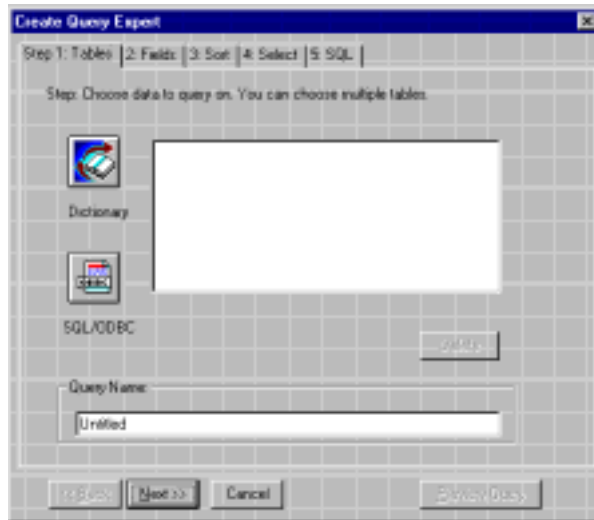 Create Query Expert
Step 1: Tables 2: Fields 3: Sort 4: Select 5: SQL
Step: Choose data to query on. You can choose multiple tables.
Dictionary
SQL/ODBC
Query Name:
Untitled
<< Back Next >> Cancel